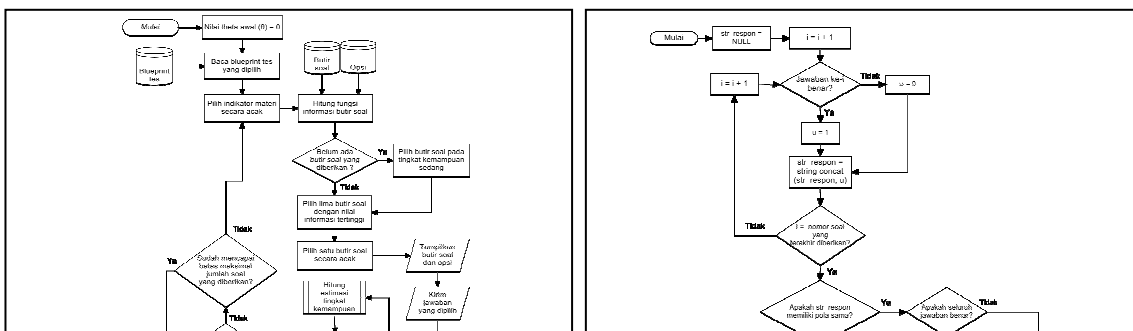 Mulai
Nilai theta awal (θ) = 0
Blueprint
tes
Baca blueprint tes
yang dipilih
Butir
soal
Opsi
Pilih indikator materi
secara acak
Hitung fungsi
informasi butir soal
Belum ada
butir soal yang
diberikan ?
Ya
Pilih butir soal pada
tingkat kemampuan
sedang
Tidak
Pilih lima butir soal
dengan nilai
informasi tertinggi
Tidak
Pilih satu butir soal
secara acak
Tampilkan
butir soal
dan opsi
Ya
Sudah mencapai
batas maksimal
jumlah soal
yang diberikan?
Hitung
estimasi
tingkat
kemampuan
Kirim
jawaban
yang dipilih
Tidak
Mulai
str_respon =
NULL
i = i + 1
i = i + 1
Jawaban ke-i
benar?
Tidak
u = 0
Ya
u = 1
str_respon =
string concat
(str_respon, u)
Tidak
i = nomor soal
yang
terakhir diberikan?
Ya
Apakah str_respon
memiliki pola sama?
Ya
Apakah seluruh
jawaban benar?
Tidak